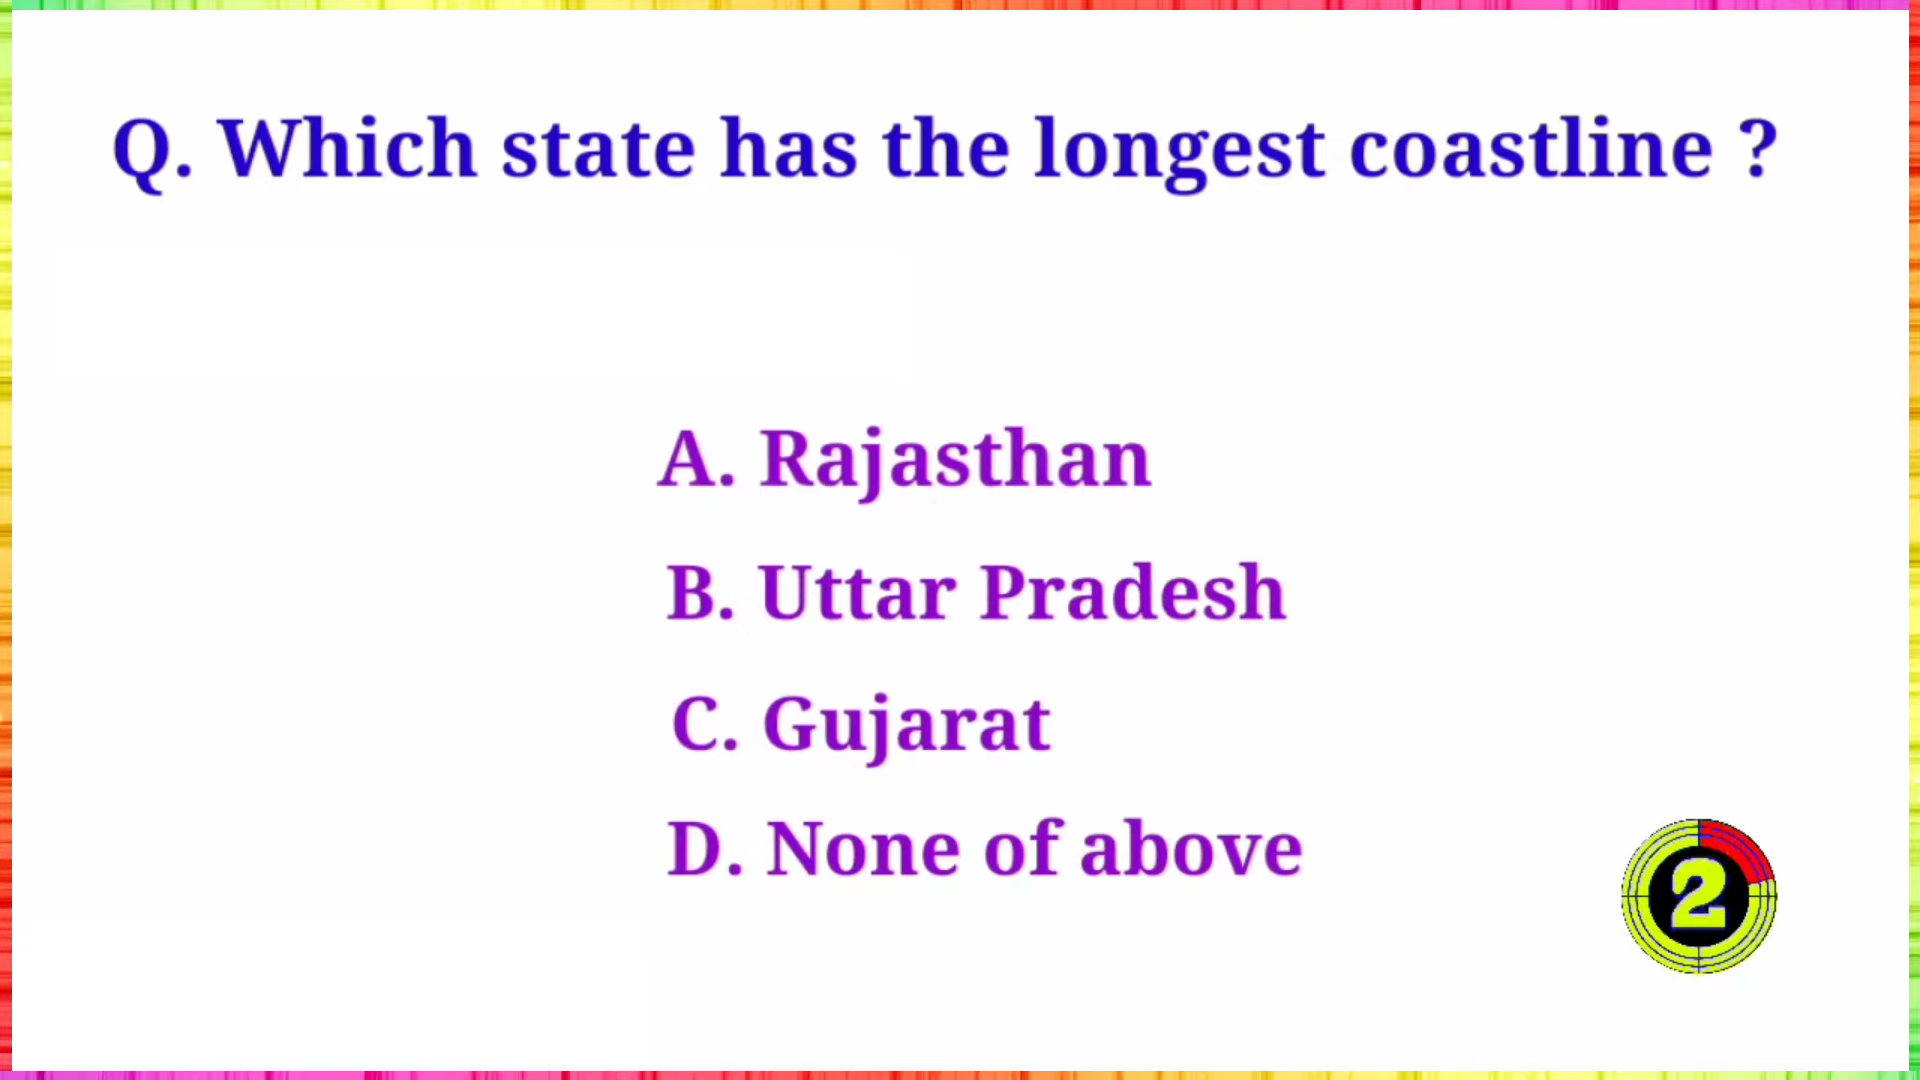 Q. Which state has the longest coastline ?
A. Rajasthan
B. Uttar Pradesh
C. Gujarat
D. None of above
2